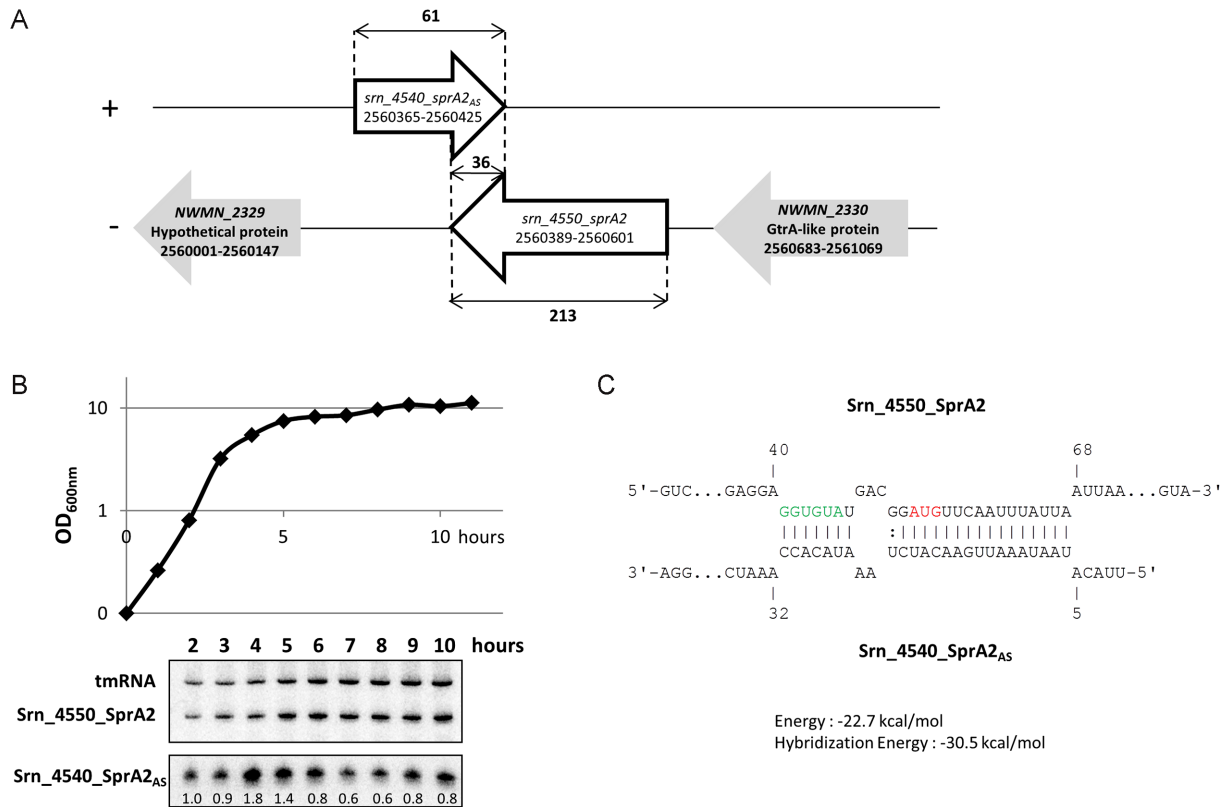 A
61
+
srn_4540_sprA2AS
2560365-2560425
36
-
NWMN_2329
Hypothetical protein
2560001-2560147
srn_4550_sprA2
2560389-2560601
NWMN_2330
GtrA-like protein
2560683-2561069
213
B
OD600nm
10
1
0
0 5 10 hours
2 3 4 5 6 7 8 9 10 hours
tmRNA
Srn_4550_SprA2
Srn_4540_SprA2AS
1.0 0.9 1.8 1.4 0.8 0.6 0.6 0.8 0.8
C
Srn_4550_SprA2
40 68
| |
5'-GUC...GAGGA GAC AUUAA...GUA-3'
GGUGUAU GGAUGUUCAAUUUAUUA
||||||| :||||||||||||||||
CCACAUA UCUACAAGUUAAAUAAU
3'-AGG...CUAAA AA ACAUU-5'
| |
32 5
Srn_4540_SprA2AS
Energy : -22.7 kcal/mol
Hybridization Energy : -30.5 kcal/mol